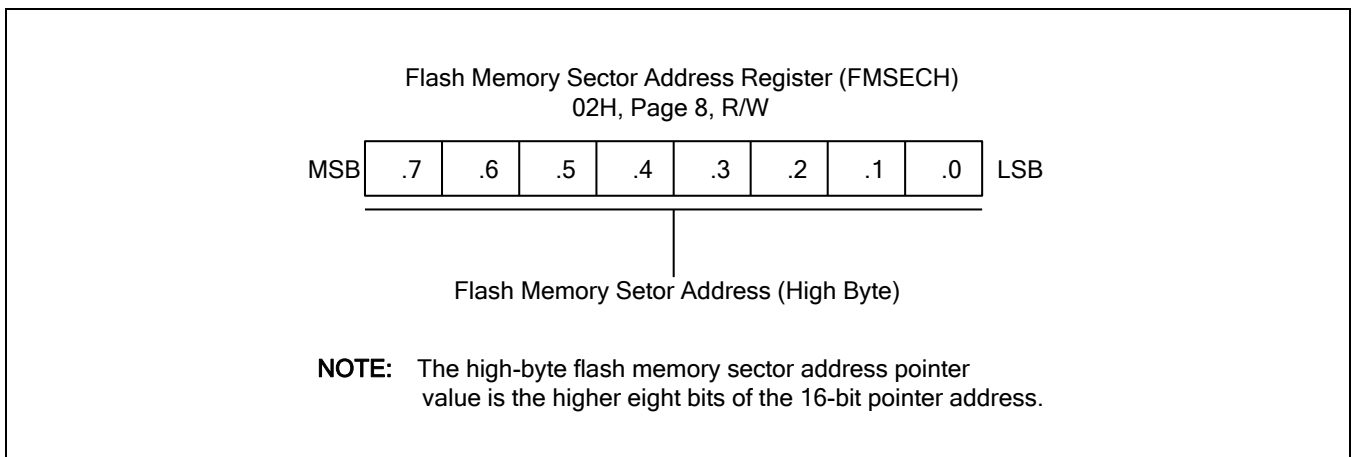 Flash Memory Sector Address Register (FMSECH)
02H, Page 8, R/W
MSB .7 .6 .5 .4 .3 .2 .1 .0 LSB
Flash Memory Setor Address (High Byte)
NOTE: The high-byte flash memory sector address pointer
value is the higher eight bits of the 16-bit pointer address.